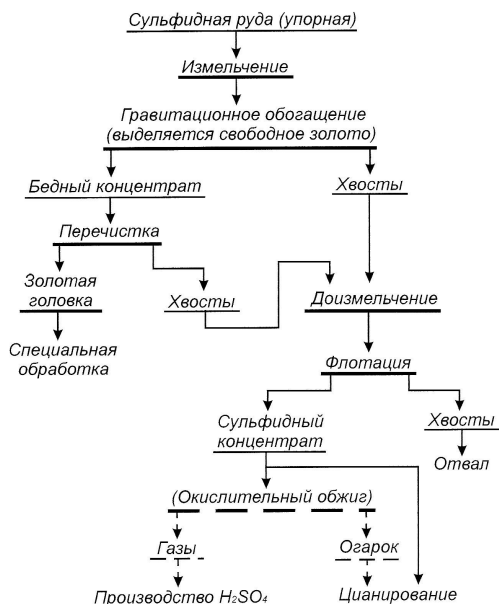 Сульфидная руда (упорная)
Измельчение
Гравитационное обогащение
(выделяется свободное золото)
Бедный концентрат
Хвосты
Перечистка
Золотая
головка
Хвосты
Доизмельчение
Специальная
обработка
Флотация
Сульфидный
концентрат
Хвосты
Отвал
(Окислительный обжиг)
Газы
Огарок
Производство H₂SO₄
Цианирование